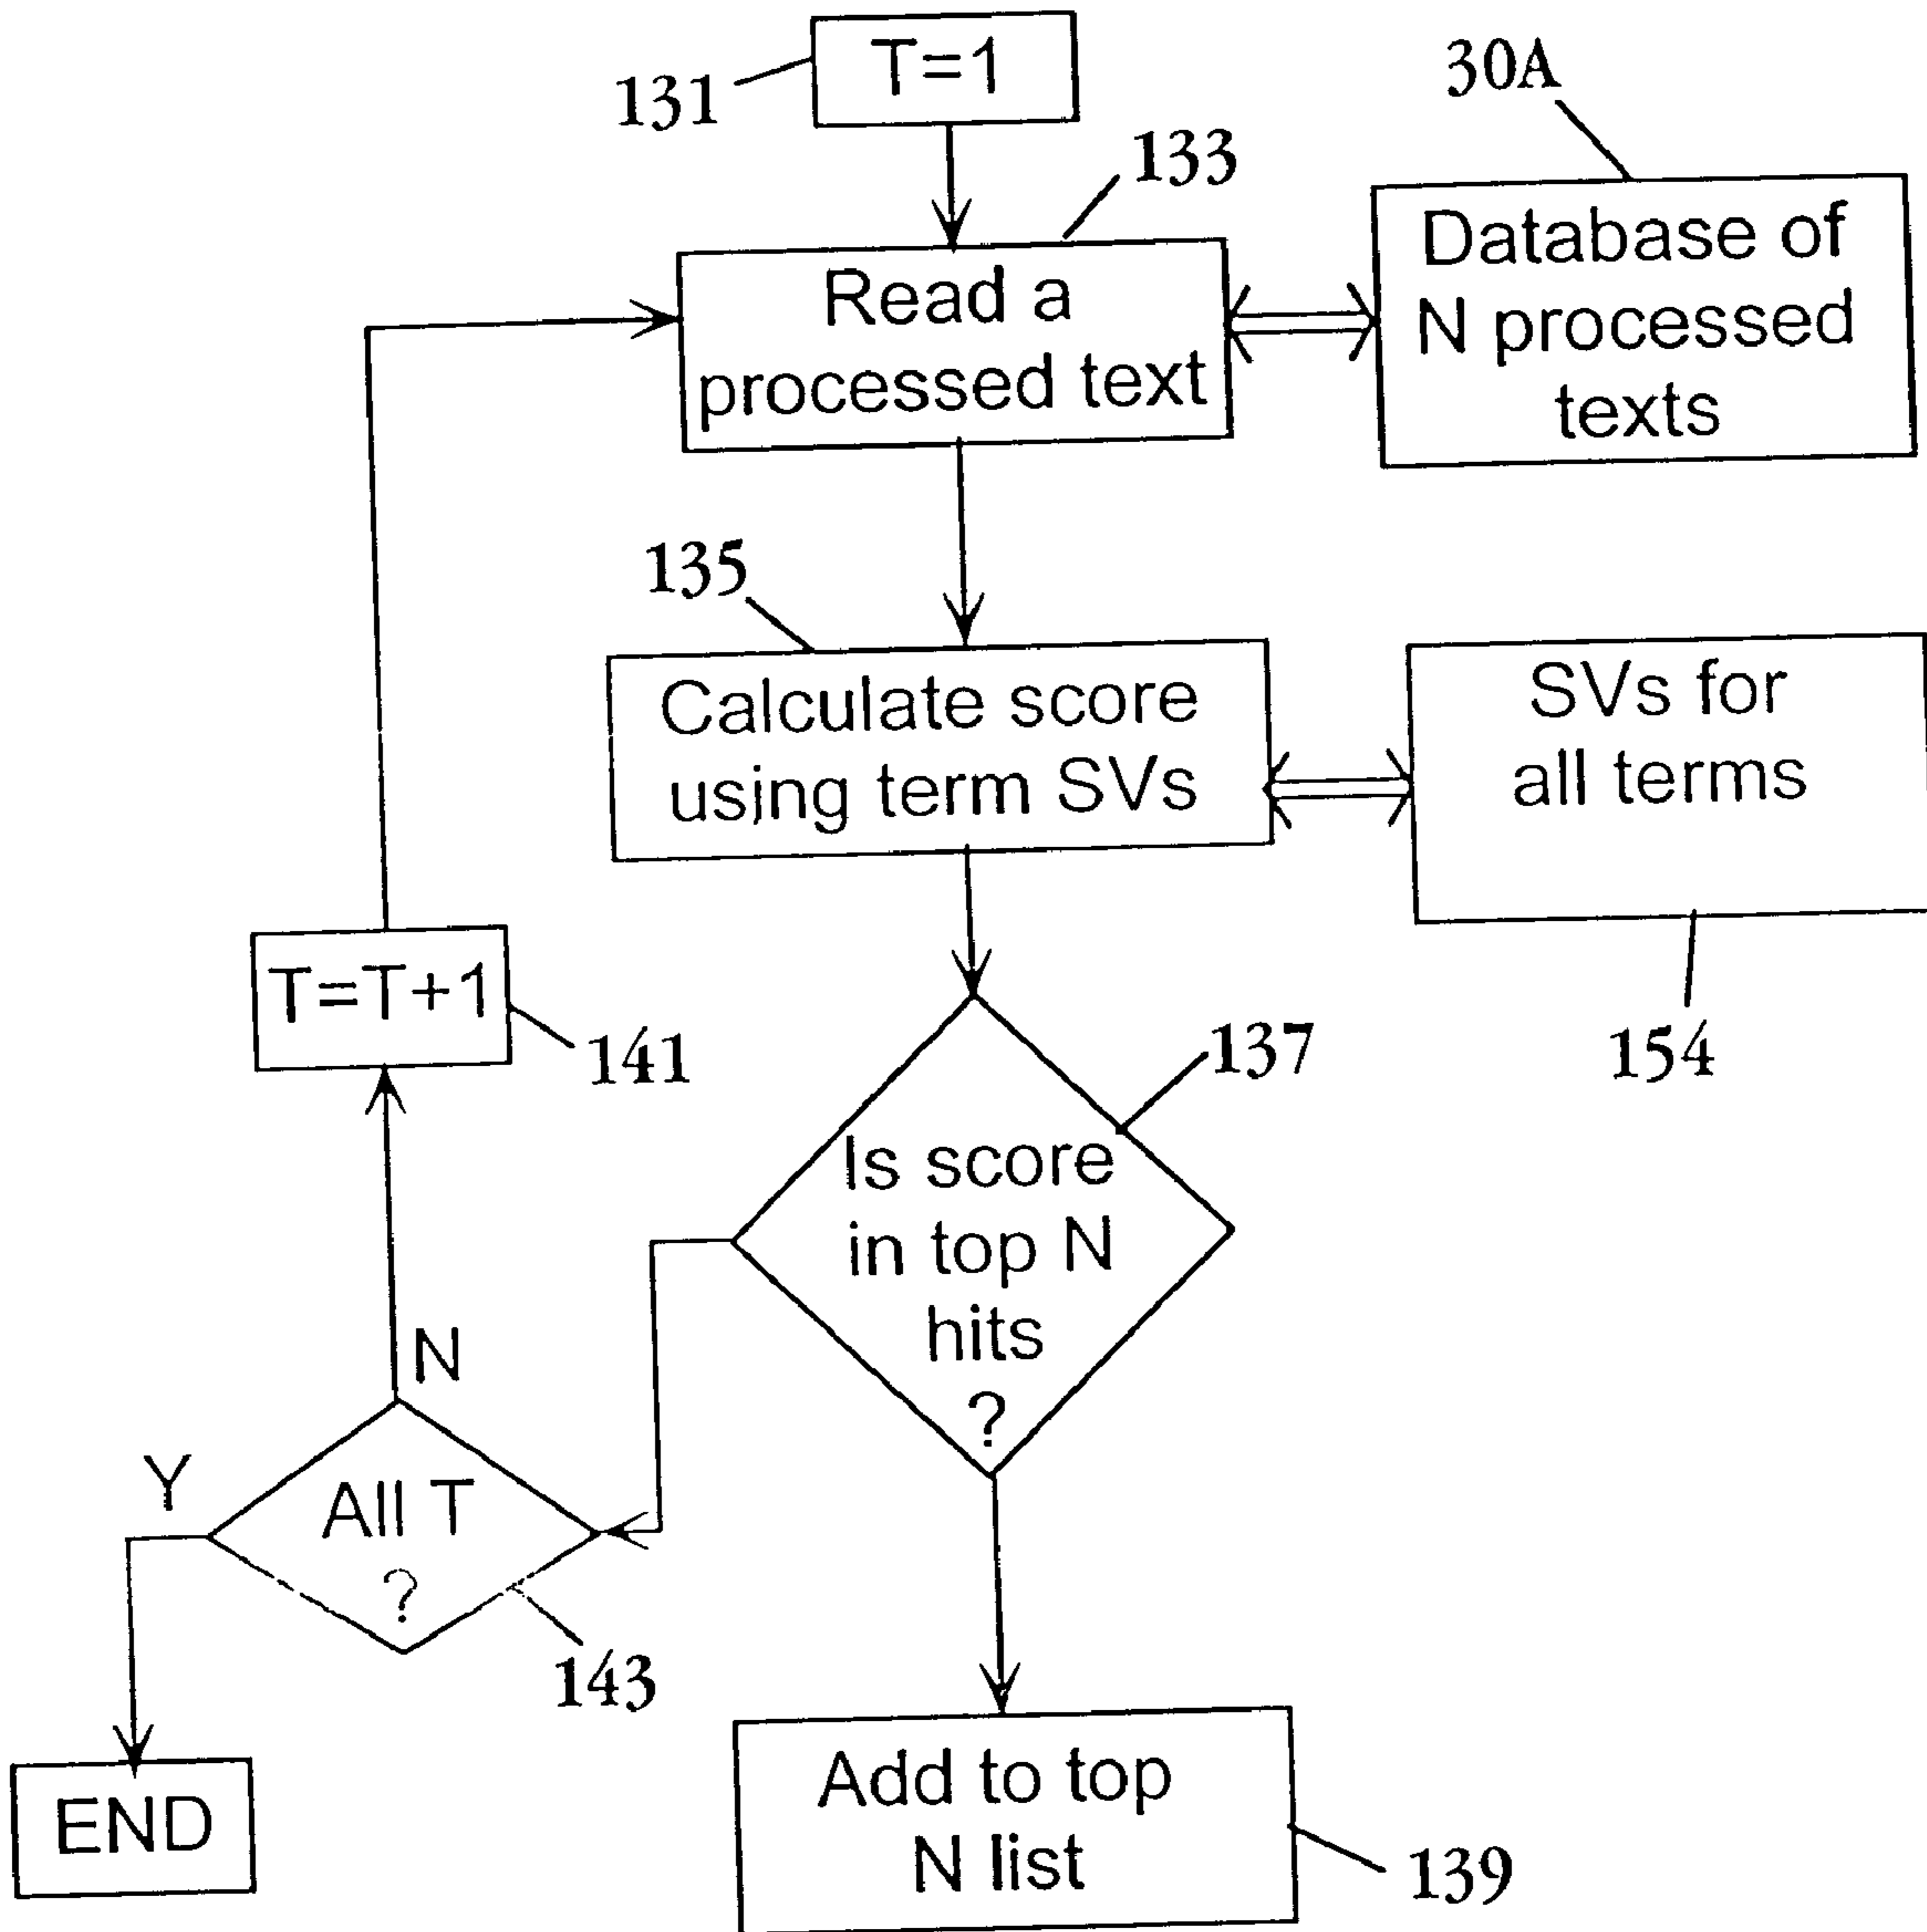 T=1
131
30A
133
Read a
processed text
Database of
N processed
texts
135
Calculate score
using term SVs
SVs for
all terms
T=T+1
141
137
154
Is score
in top N
hits
?
N
Y
All T
?
143
END
Add to top
N list
139